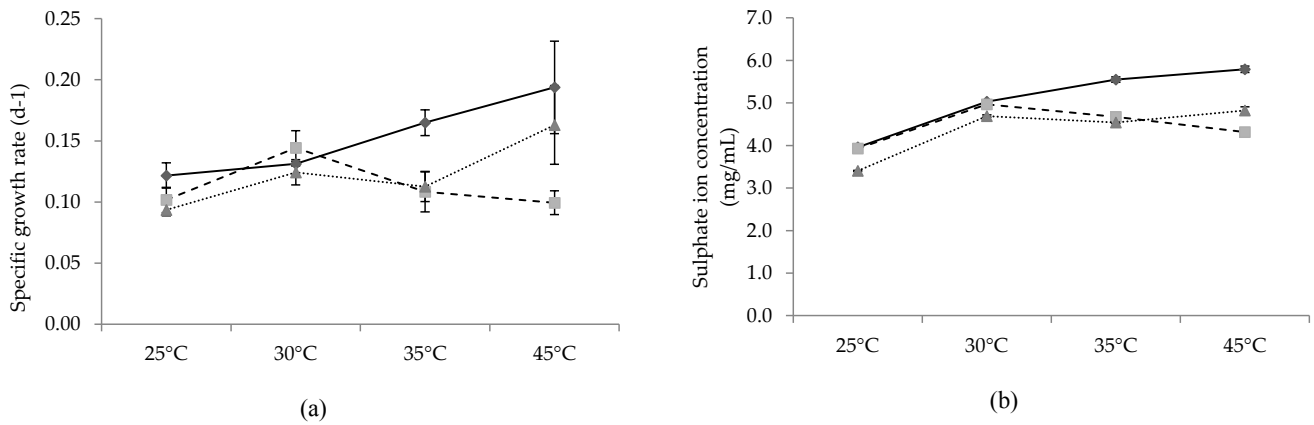 Specific growth rate (d-1)
0.25
0.20
0.15
0.10
0.05
0.00
25°C 30°C 35°C 45°C
(a)
Sulphate ion concentration
(mg/mL)
7.0
6.0
5.0
4.0
3.0
2.0
1.0
0.0
25°C 30°C 35°C 45°C
(b)